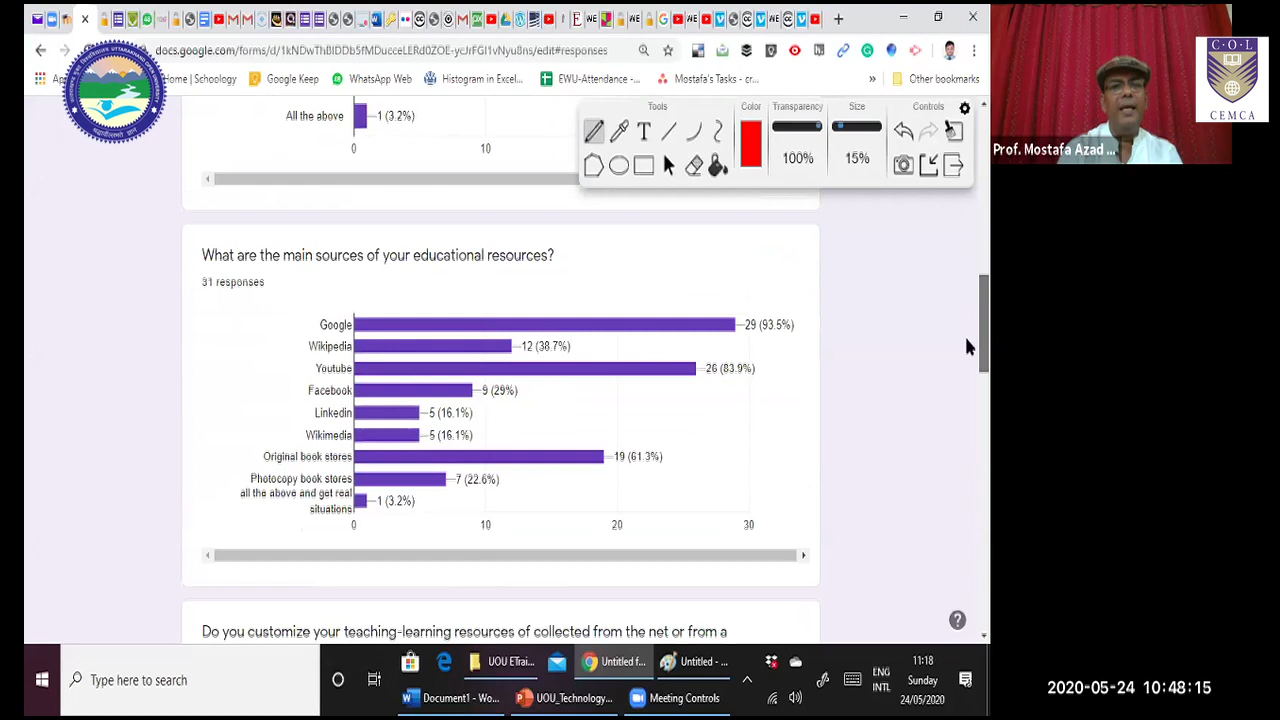 docs.google.com/forms/d/1kNDwThBIDDb5fMDucceLERd0ZOE-ycJrFGl1vNyu8ns/edit#responses
Home | Schoology
Google Keep
WhatsApp Web
Histogram in Excel...
EWU-Attendance -...
Mostafa's Tasks - c...
»
Other bookmarks
All the above
1 (3.2%)
0
10
Tools
Color
Transparency
Size
Controls
100%
15%
What are the main sources of your educational resources?
31 responses
Google
29 (93.5%)
Wikipedia
12 (38.7%)
Youtube
26 (83.9%)
Facebook
9 (29%)
Linkedin
5 (16.1%)
Wikimedia
5 (16.1%)
Original book stores
19 (61.3%)
Photocopy book stores
7 (22.6%)
all the above and get real
situations
1 (3.2%)
0
10
20
30
Do you customize your teaching-learning resources of collected from the net or from a
Type here to search
UOU ETrai...
Untitled f...
Untitled - ...
Document1 - Wo...
UOU_Technology...
Meeting Controls
ENG
INTL
11:18
Sunday
24/05/2020
Prof. Mostafa Azad ...
C·O·L
CEMCA
2020-05-24 10:48:15